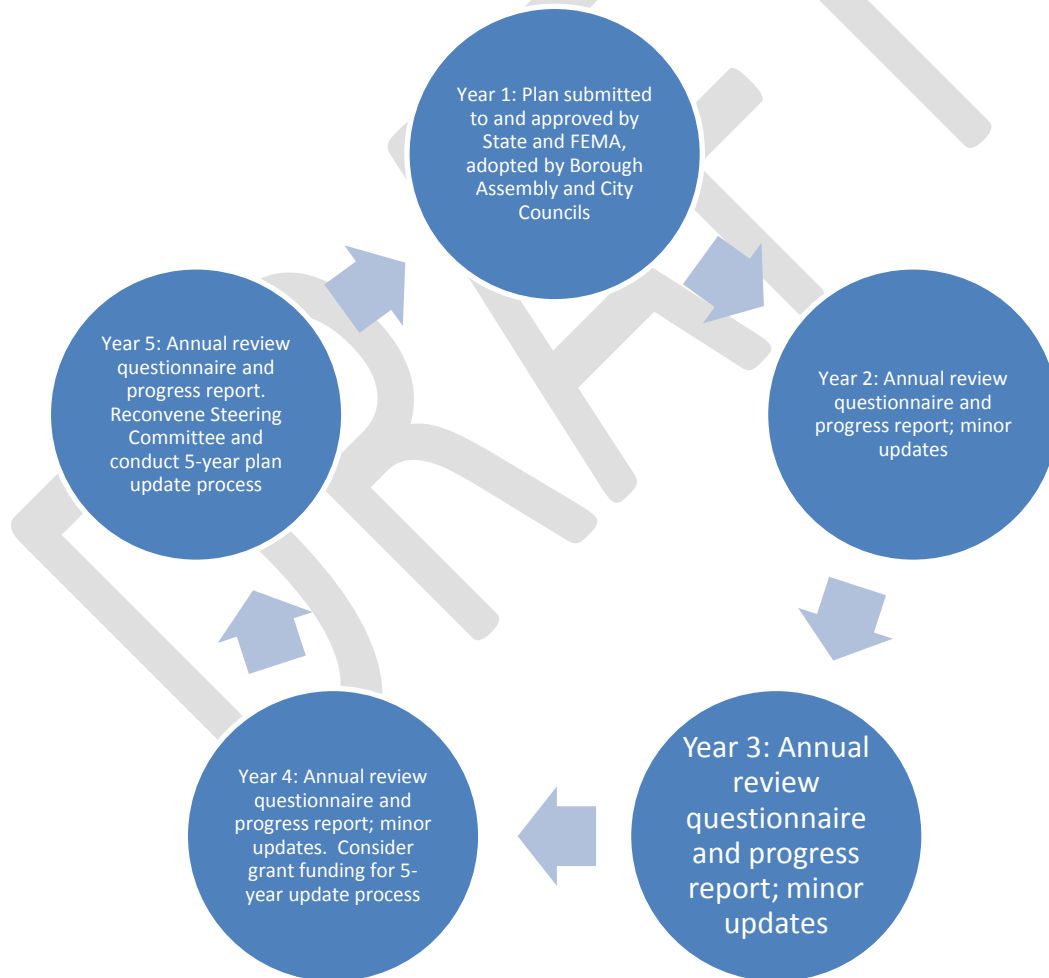 Year 1: Plan submitted
to and approved by
State and FEMA,
adopted by Borough
Assembly and City
Councils
Year 2: Annual review
questionnaire and
progress report; minor
updates
Year 3: Annual
review
questionnaire
and progress
report; minor
updates
Year 4: Annual review
questionnaire and
progress report; minor
updates.  Consider
grant funding for 5-
year update process
Year 5: Annual review
questionnaire and
progress report.
Reconvene Steering
Committee and
conduct 5-year plan
update process
DRAFT